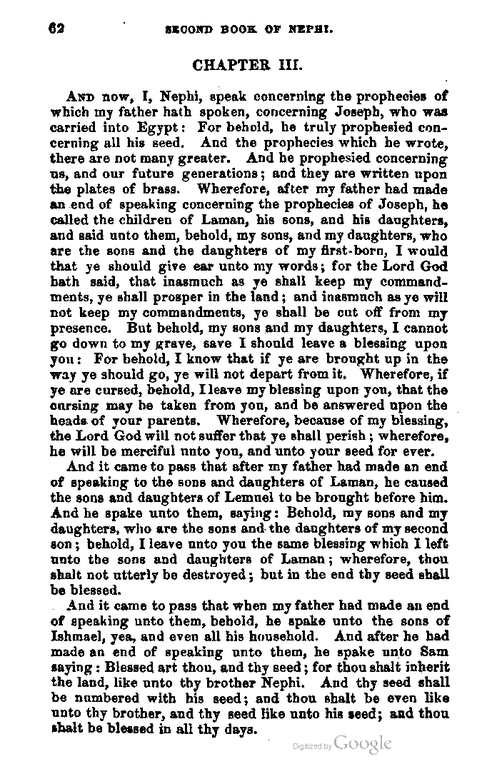 62 SECOND BOOK OF NEPHI.
CHAPTER III.
AND now, I, Nephi, speak concerning the prophecies of
which my father hath spoken, concerning Joseph, who was
carried into Egypt: For behold, he truly prophesied con-
cerning all his seed. And the prophecies which he wrote,
there are not many greater. And he prophesied concerning
us, and our future generations; and they are written upon
the plates of brass. Wherefore, after my father had made
an end of speaking concerning the prophecies of Joseph, he
called the children of Laman, his sons, and his daughters,
and said unto them, behold, my sons, and my daughters, who
are the sons and the daughters of my first-born, I would
that ye should give ear unto my words; for the Lord God
hath said, that inasmuch as ye shall keep my command-
ments, ye shall prosper in the land; and inasmuch as ye will
not keep my commandments, ye shall be cut off from my
presence. But behold, my sons and my daughters, I cannot
go down to my grave, save I should leave a blessing upon
you: For behold, I know that if ye are brought up in the
way ye should go, ye will not depart from it. Wherefore, if
ye are cursed, behold, I leave my blessing upon you, that the
cursing may be taken from you, and be answered upon the
heads of your parents. Wherefore, because of my blessing,
the Lord God will not suffer that ye shall perish; wherefore,
he will be merciful unto you, and unto your seed for ever.
And it came to pass that after my father had made an end
of speaking to the sons and daughters of Laman, he caused
the sons and daughters of Lemuel to be brought before him.
And he spake unto them, saying: Behold, my sons and my
daughters, who are the sons and the daughters of my second
son; behold, I leave unto you the same blessing which I left
unto the sons and daughters of Laman; wherefore, thou
shalt not utterly be destroyed; but in the end thy seed shall
be blessed.
And it came to pass that when my father had made an end
of speaking unto them, behold, he spake unto the sons of
Ishmael, yea, and even all his household. And after he had
made an end of speaking unto them, he spake unto Sam
saying: Blessed art thou, and thy seed; for thou shalt inherit
the land, like unto thy brother Nephi. And thy seed shall
be numbered with his seed; and thou shalt be even like
unto thy brother, and thy seed like unto his seed; and thou
shalt be blessed in all thy days.
Digitized by Google